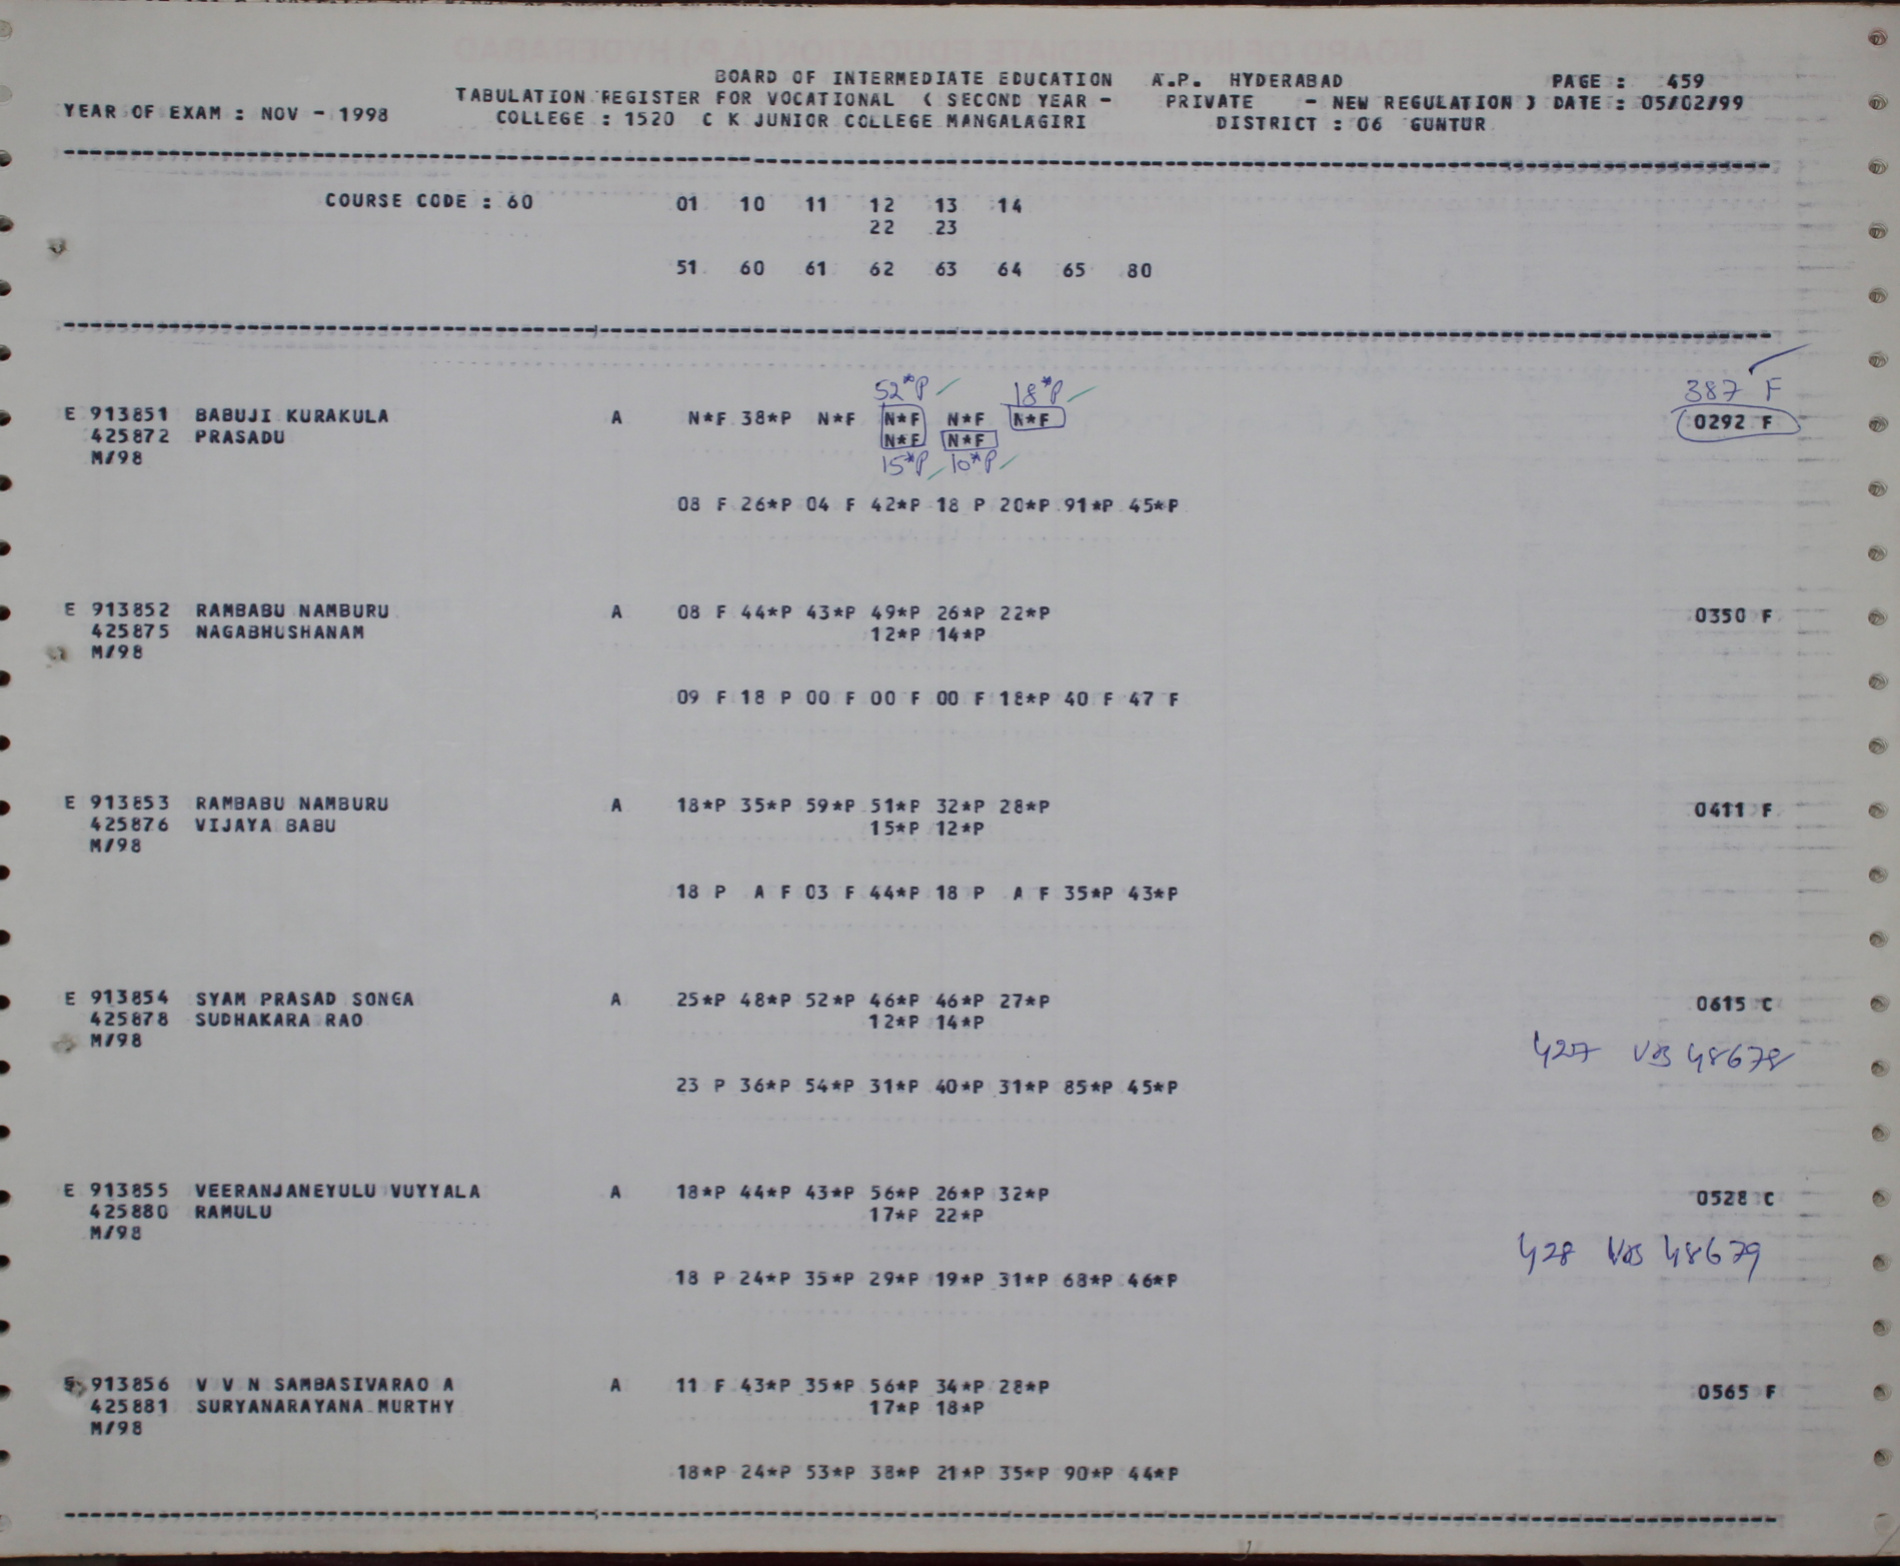 BOARD OF INTERMEDIATE EDUCATION A.P. HYDERABAD PAGE : 459
TABULATION REGISTER FOR VOCATIONAL ( SECOND YEAR - PRIVATE - NEW REGULATION ) DATE : 05/02/99
YEAR OF EXAM : NOV - 1998 COLLEGE : 1520 C K JUNIOR COLLEGE MANGALAGIRI DISTRICT : 06 GUNTUR
COURSE CODE : 60 01 10 11 12 13 14
22 23
51 60 61 62 63 64 65 80
52*P 18*P 387 F
E 913851 BABUJI KURAKULA A N*F 38*P N*F N*F N*F N*F 0292 F
425872 PRASADU N*F N*F
M/98 15*P 10*P
08 F 26*P 04 F 42*P 18 P 20*P 91*P 45*P
E 913852 RAMBABU NAMBURU A 08 F 44*P 43*P 49*P 26*P 22*P 0350 F
425875 NAGABHUSHANAM 12*P 14*P
M/98
09 F 18 P 00 F 00 F 00 F 18*P 40 F 47 F
E 913853 RAMBABU NAMBURU A 18*P 35*P 59*P 51*P 32*P 28*P 0411 F
425876 VIJAYA BABU 15*P 12*P
M/98
18 P A F 03 F 44*P 18 P A F 35*P 43*P
E 913854 SYAM PRASAD SONGA A 25*P 48*P 52*P 46*P 46*P 27*P 0615 C
425878 SUDHAKARA RAO 12*P 14*P
M/98 427 48678
23 P 36*P 54*P 31*P 40*P 31*P 85*P 45*P
E 913855 VEERANJANEYULU VUYYALA A 18*P 44*P 43*P 56*P 26*P 32*P 0528 C
425880 RAMULU 17*P 22*P
M/98 428 48679
18 P 24*P 35*P 29*P 19*P 31*P 68*P 46*P
913856 V V N SAMBASIVARAO A A 11 F 43*P 35*P 56*P 34*P 28*P 0565 F
425881 SURYANARAYANA MURTHY 17*P 18*P
M/98
18*P 24*P 53*P 38*P 21*P 35*P 90*P 44*P